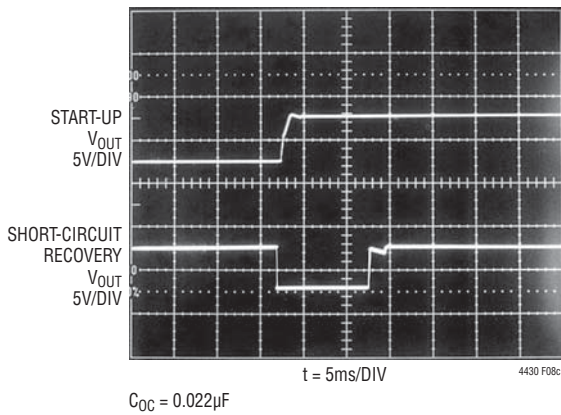 START-UP
V_OUT
5V/DIV
SHORT-CIRCUIT
RECOVERY
V_OUT
5V/DIV
t = 5ms/DIV
4430 F08c
C_OC = 0.022µF